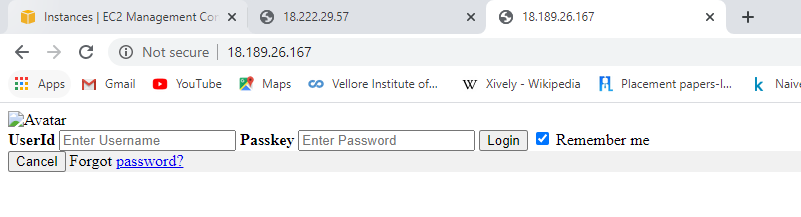 Instances | EC2 Management Con
18.222.29.57
18.189.26.167
Not secure | 18.189.26.167
Apps
Gmail
YouTube
Maps
Vellore Institute of...
Xively - Wikipedia
Placement papers-I...
Naive
Avatar
UserId Enter Username Passkey Enter Password Login Remember me
Cancel Forgot password?